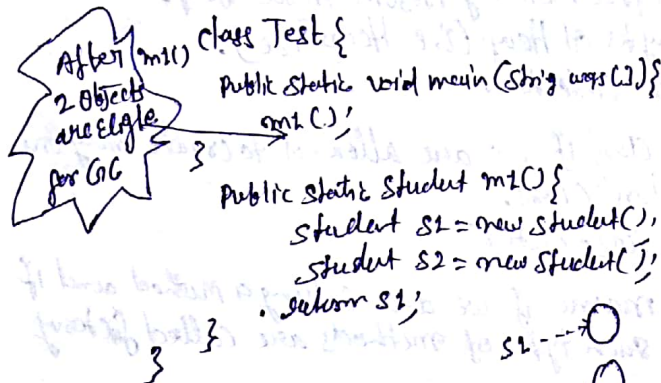 After m1()
2 Objects
are Eligble
for GC
class Test {
public static void main (String args []) {
m1 ();
}
public static Student m1() {
Student s1 = new Student();
Student s2 = new Student();
return s1;
}
}
s1